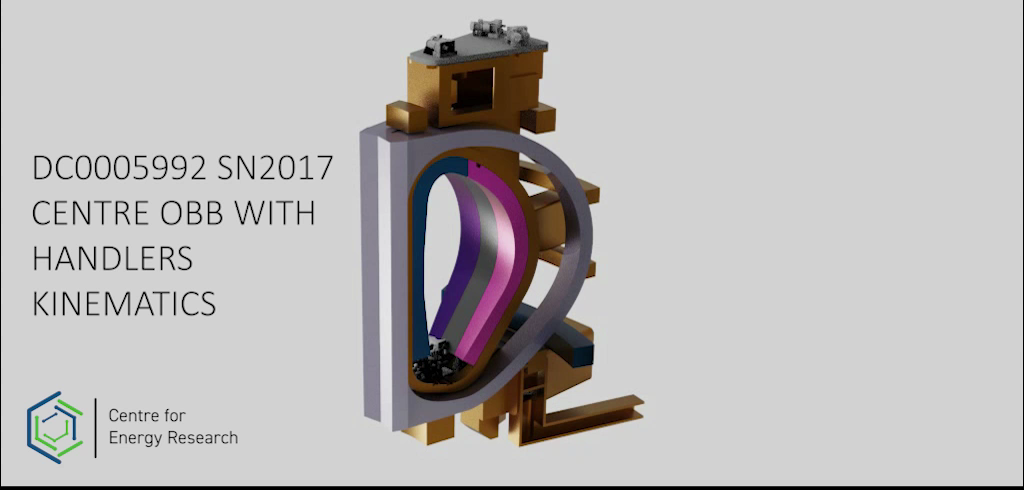 DC0005992 SN2017
CENTRE OBB WITH
HANDLERS
KINEMATICS
Centre for
Energy Research